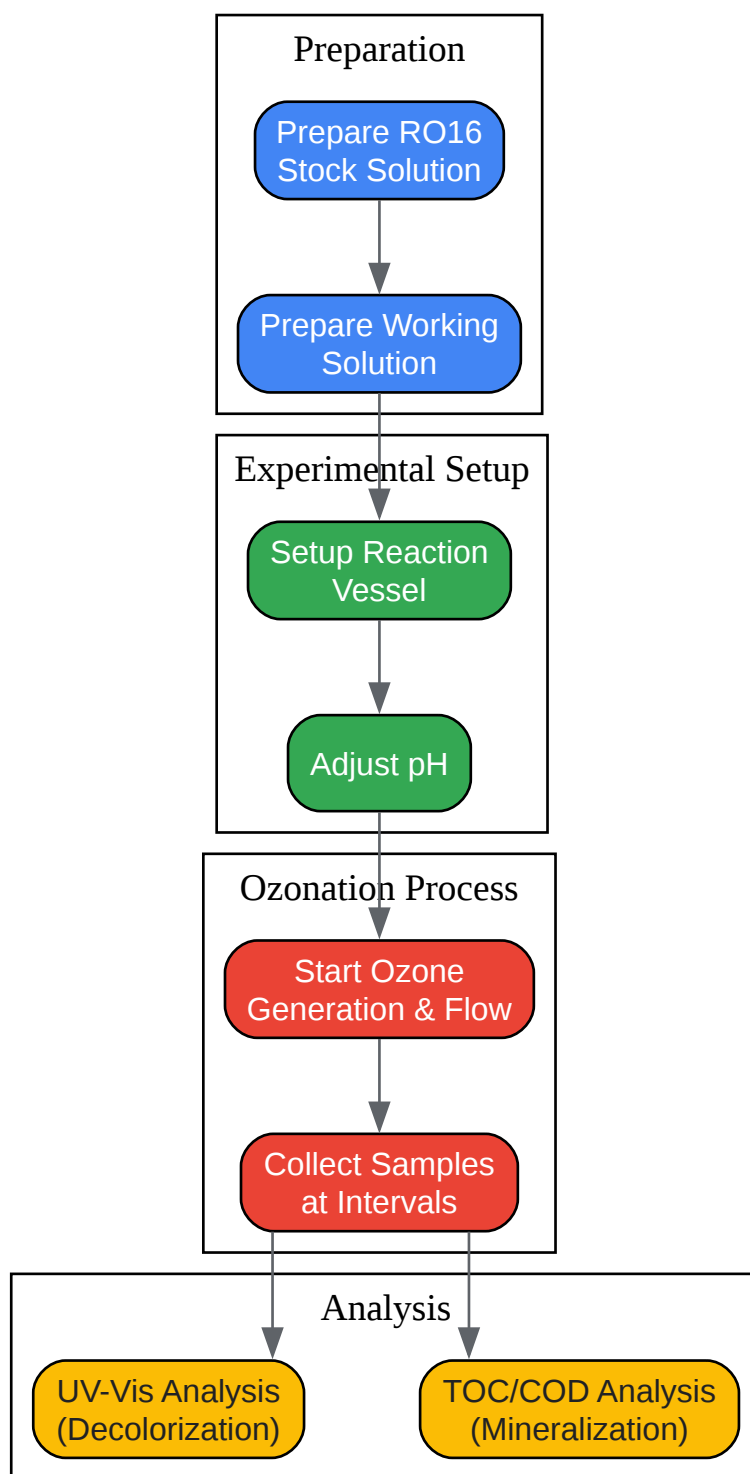 Preparation
Prepare RO16
Stock Solution
Prepare Working
Solution
Experimental Setup
Setup Reaction
Vessel
Adjust pH
Ozonation Process
Start Ozone
Generation & Flow
Collect Samples
at Intervals
Analysis
UV-Vis Analysis
(Decolorization)
TOC/COD Analysis
(Mineralization)